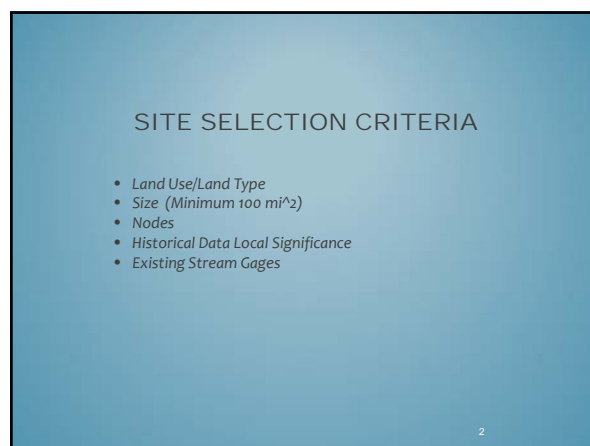 SITE SELECTION CRITERIA
• Land Use/Land Type
• Size (Minimum 100 mi^2)
• Nodes
• Historical Data Local Significance
• Existing Stream Gages
2